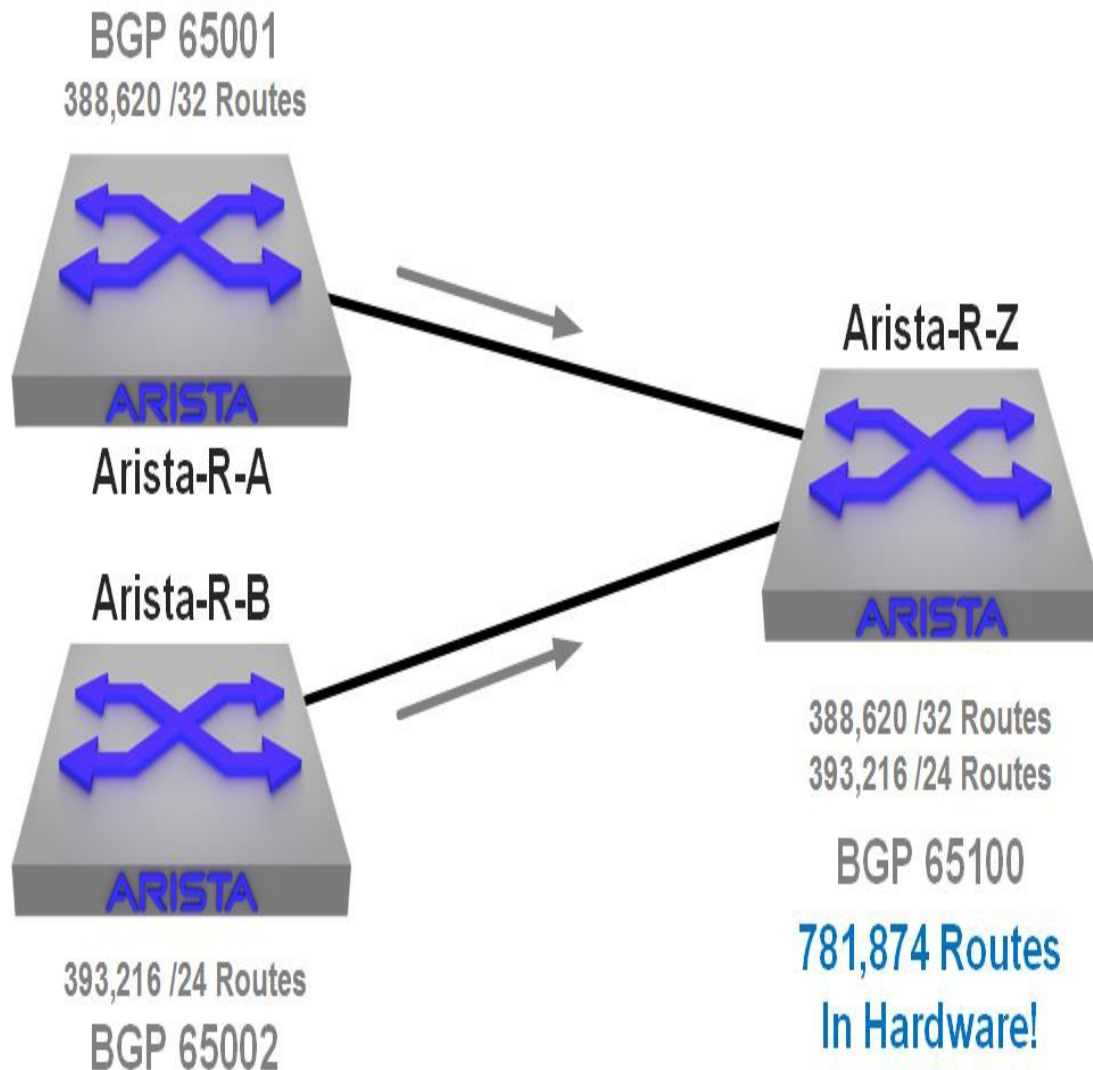 BGP 65001
388,620 /32 Routes
ARISTA
Arista-R-A
Arista-R-B
ARISTA
393,216 /24 Routes
BGP 65002
Arista-R-Z
ARISTA
388,620 /32 Routes
393,216 /24 Routes
BGP 65100
781,874 Routes
In Hardware!